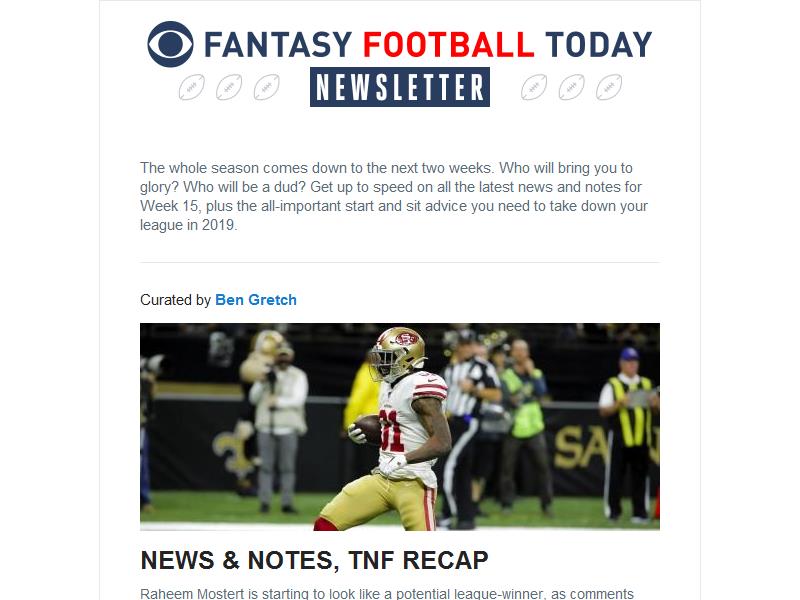 FANTASY FOOTBALL TODAY
NEWSLETTER
The whole season comes down to the next two weeks. Who will bring you to
glory? Who will be a dud? Get up to speed on all the latest news and notes for
Week 15, plus the all-important start and sit advice you need to take down your
league in 2019.
Curated by Ben Gretch
31
SA
NEWS & NOTES, TNF RECAP
Raheem Mostert is starting to look like a potential league-winner, as comments